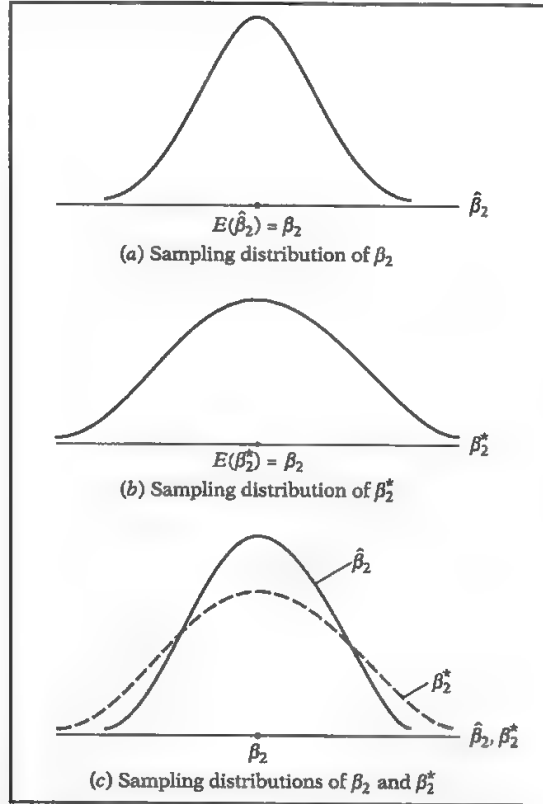 β̂₂
E(β̂₂) = β₂
(a) Sampling distribution of β₂
β₂*
E(β₂*) = β₂
(b) Sampling distribution of β₂*
β̂₂
β₂*
β̂₂, β₂*
β₂
(c) Sampling distributions of β₂ and β₂*